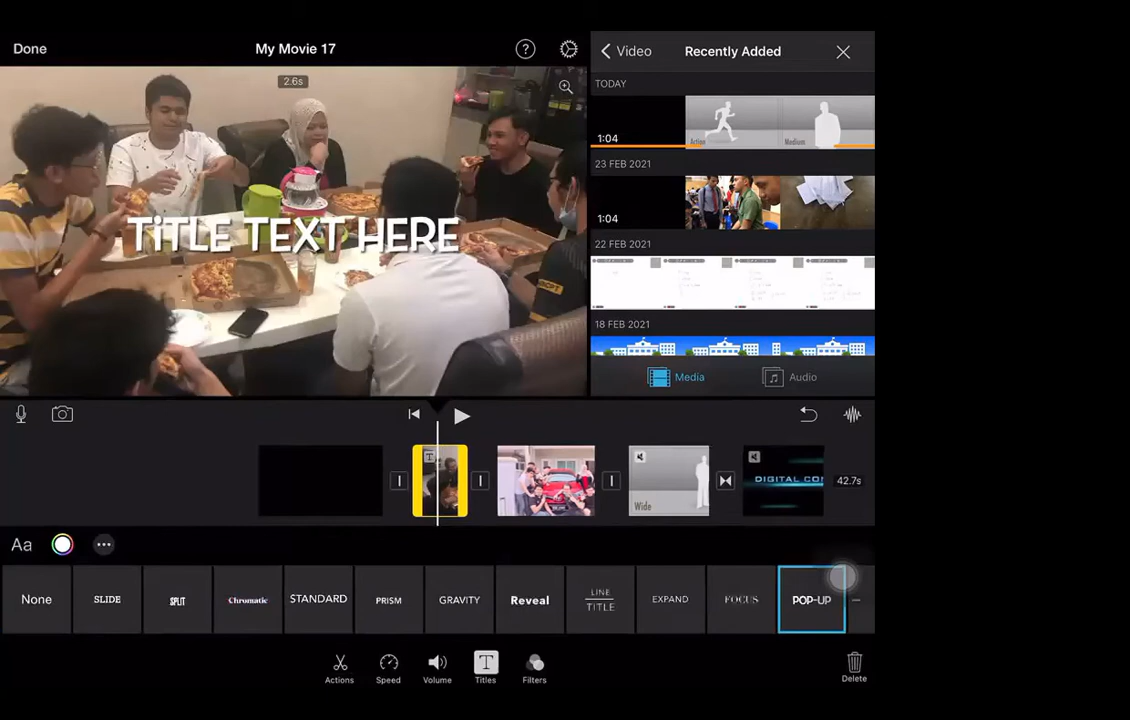 Done
My Movie 17
?
2.6s
TiTLE TEXT HERE
Video
Recently Added
TODAY
1:04
Action
Medium
23 FEB 2021
1:04
22 FEB 2021
18 FEB 2021
Media
Audio
T
Wide
DIGITAL CO
42.7s
Aa
None
SLIDE
SPLIT
Chromatic
STANDARD
PRISM
GRAVITY
Reveal
LINE
TITLE
EXPAND
FOCUS
POP-UP
Actions
Speed
Volume
T
Titles
Filters
Delete